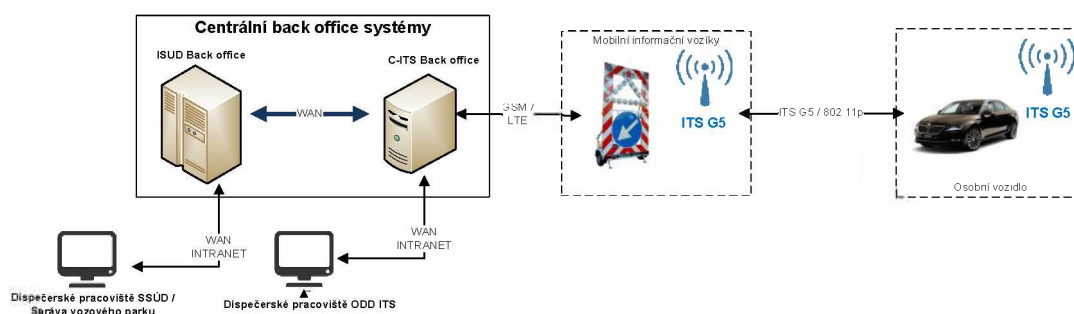 Centrální back office systémy
ISUD Back office
C-ITS Back office
WAN
GSM /
LTE
Mobilní informační vozíky
ITS G5
ITS G5 / 802 11p
ITS G5
Osobní vozidlo
WAN
INTRANET
WAN
INTRANET
Dispečerské pracoviště SSÚD /
Správa vozového parku
Dispečerské pracoviště ODD ITS